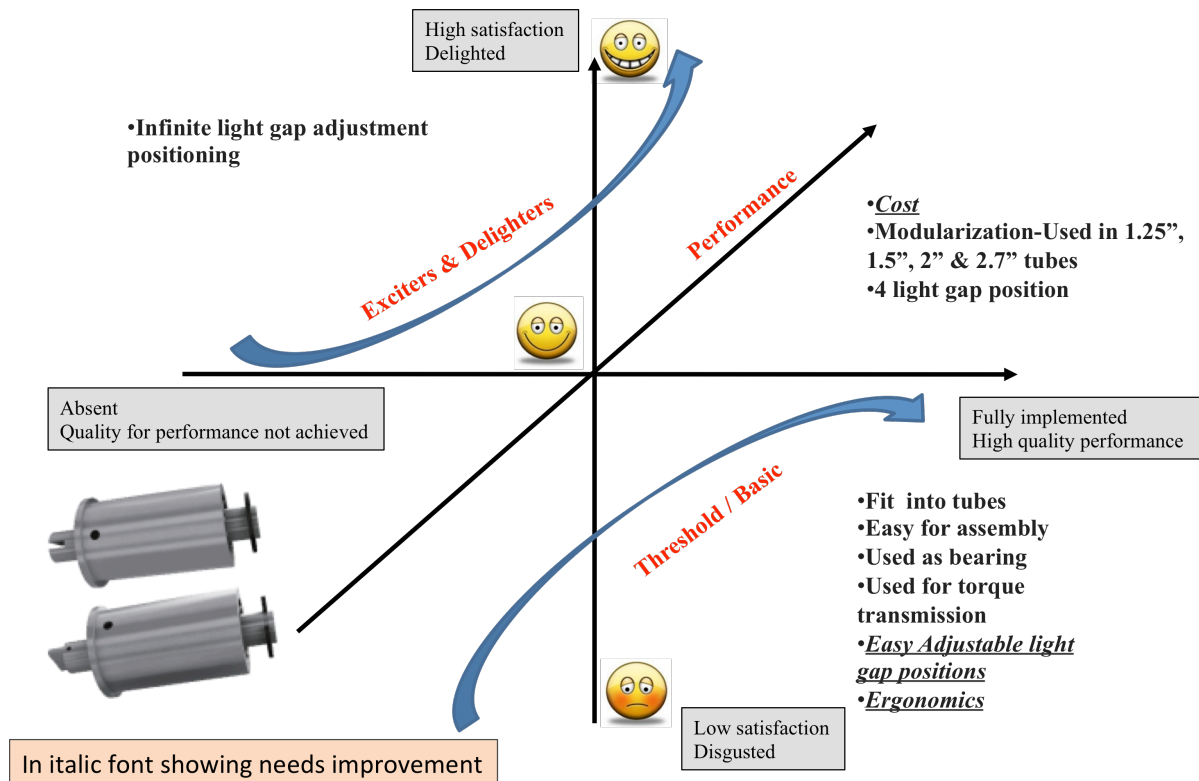 High satisfaction
Delighted
•Infinite light gap adjustment
positioning
Exciters & Delighters
Performance
•Cost
•Modularization-Used in 1.25”,
1.5”, 2” & 2.7” tubes
•4 light gap position
Absent
Quality for performance not achieved
Fully implemented
High quality performance
Threshold / Basic
•Fit into tubes
•Easy for assembly
•Used as bearing
•Used for torque
transmission
•Easy Adjustable light
gap positions
•Ergonomics
Low satisfaction
Disgusted
In italic font showing needs improvement